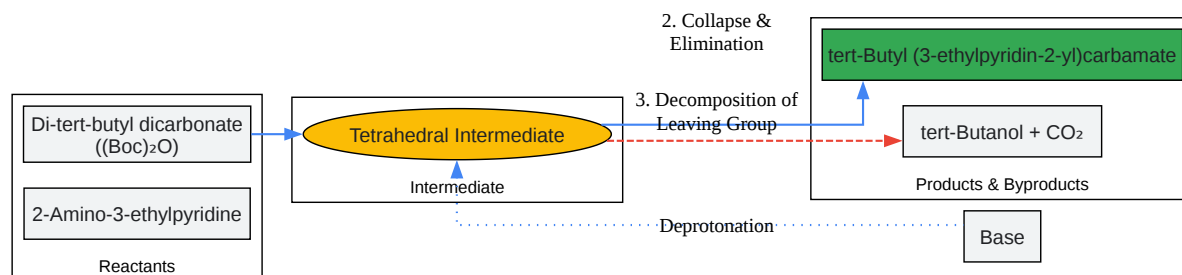 2. Collapse &
Elimination
tert-Butyl (3-ethylpyridin-2-yl)carbamate
Di-tert-butyl dicarbonate
((Boc)₂O)
Tetrahedral Intermediate
3. Decomposition of
Leaving Group
tert-Butanol + CO₂
Intermediate
Products & Byproducts
2-Amino-3-ethylpyridine
Deprotonation
Base
Reactants